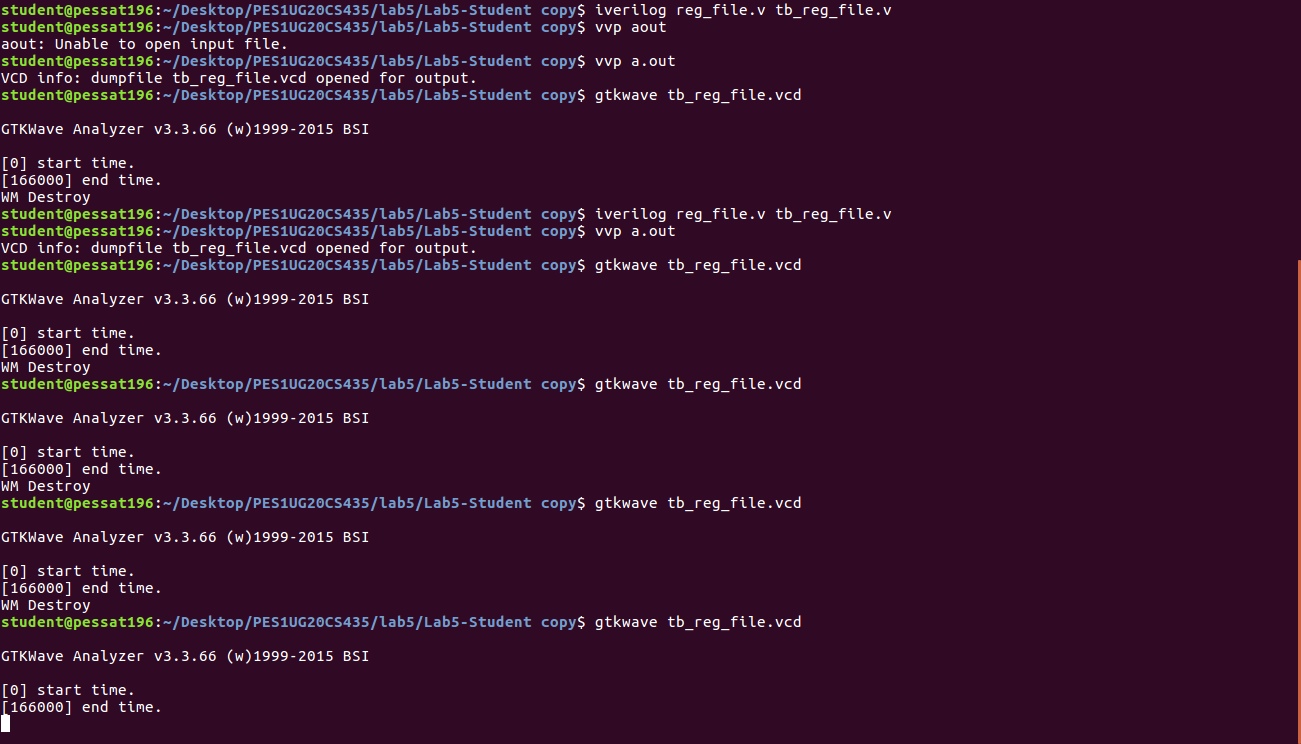 student@pessat196:~/Desktop/PES1UG20CS435/lab5/Lab5-Student copy$ iverilog reg_file.v tb_reg_file.v
student@pessat196:~/Desktop/PES1UG20CS435/lab5/Lab5-Student copy$ vvp aout
aout: Unable to open input file.
student@pessat196:~/Desktop/PES1UG20CS435/lab5/Lab5-Student copy$ vvp a.out
VCD info: dumpfile tb_reg_file.vcd opened for output.
student@pessat196:~/Desktop/PES1UG20CS435/lab5/Lab5-Student copy$ gtkwave tb_reg_file.vcd
GTKWave Analyzer v3.3.66 (w)1999-2015 BSI
[0] start time.
[166000] end time.
WM Destroy
student@pessat196:~/Desktop/PES1UG20CS435/lab5/Lab5-Student copy$ iverilog reg_file.v tb_reg_file.v
student@pessat196:~/Desktop/PES1UG20CS435/lab5/Lab5-Student copy$ vvp a.out
VCD info: dumpfile tb_reg_file.vcd opened for output.
student@pessat196:~/Desktop/PES1UG20CS435/lab5/Lab5-Student copy$ gtkwave tb_reg_file.vcd
GTKWave Analyzer v3.3.66 (w)1999-2015 BSI
[0] start time.
[166000] end time.
WM Destroy
student@pessat196:~/Desktop/PES1UG20CS435/lab5/Lab5-Student copy$ gtkwave tb_reg_file.vcd
GTKWave Analyzer v3.3.66 (w)1999-2015 BSI
[0] start time.
[166000] end time.
WM Destroy
student@pessat196:~/Desktop/PES1UG20CS435/lab5/Lab5-Student copy$ gtkwave tb_reg_file.vcd
GTKWave Analyzer v3.3.66 (w)1999-2015 BSI
[0] start time.
[166000] end time.
WM Destroy
student@pessat196:~/Desktop/PES1UG20CS435/lab5/Lab5-Student copy$ gtkwave tb_reg_file.vcd
GTKWave Analyzer v3.3.66 (w)1999-2015 BSI
[0] start time.
[166000] end time.